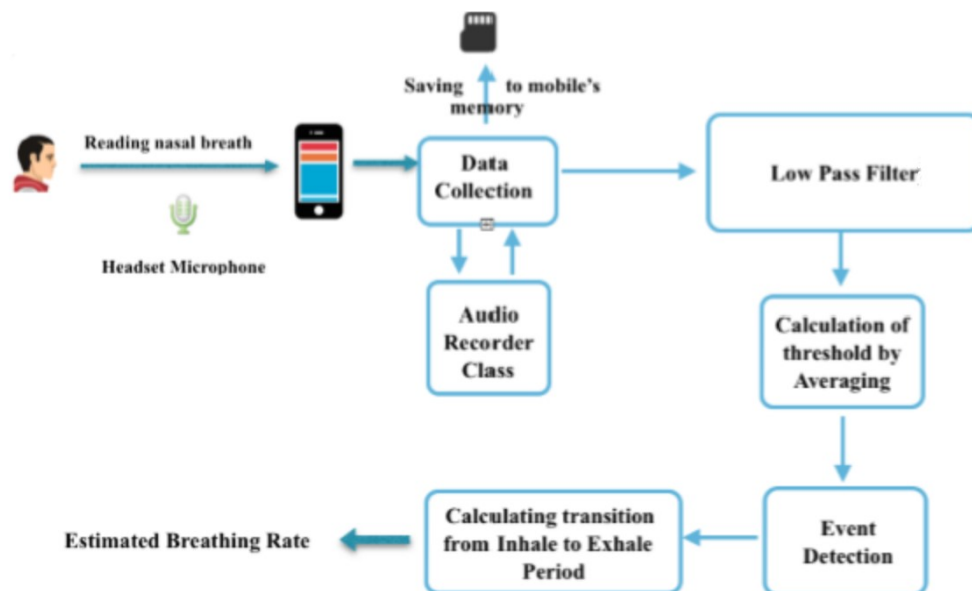 Saving to mobile's
memory
Reading nasal breath
Headset Microphone
Data
Collection
Low Pass Filter
Audio
Recorder
Class
Calculation of
threshold by
Averaging
Event
Detection
Calculating transition
from Inhale to Exhale
Period
Estimated Breathing Rate